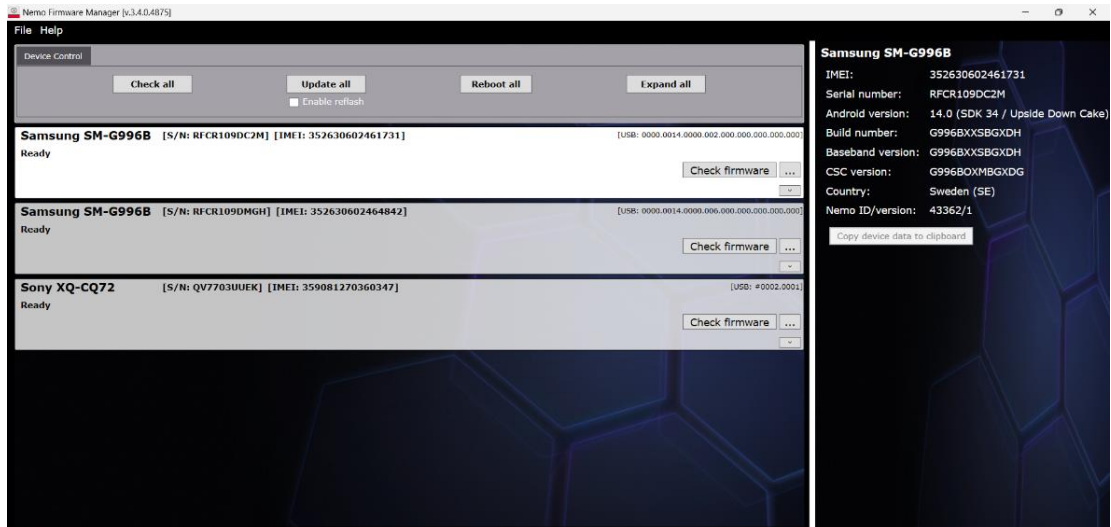 Nemo Firmware Manager [v.3.4.0.4875]
File Help
Device Control
Check all Update all Reboot all Expand all
Enable reflash
Samsung SM-G996B [S/N: RFCR109DC2M] [IMEI: 352630602461731] [USB: 0000.0014.0000.002.000.000.000.000.000]
Ready
Check firmware ...
Samsung SM-G996B [S/N: RFCR109DMGH] [IMEI: 352630602464842] [USB: 0000.0014.0000.006.000.000.000.000.000]
Ready
Check firmware ...
Sony XQ-CQ72 [S/N: QV7703UUEK] [IMEI: 359081270360347] [USB: #0002.0001]
Ready
Check firmware ...
Samsung SM-G996B
IMEI: 352630602461731
Serial number: RFCR109DC2M
Android version: 14.0 (SDK 34 / Upside Down Cake)
Build number: G996BXXSBGXDH
Baseband version: G996BXXSBGXDH
CSC version: G996BOXMBGXDG
Country: Sweden (SE)
Nemo ID/version: 43362/1
Copy device data to clipboard